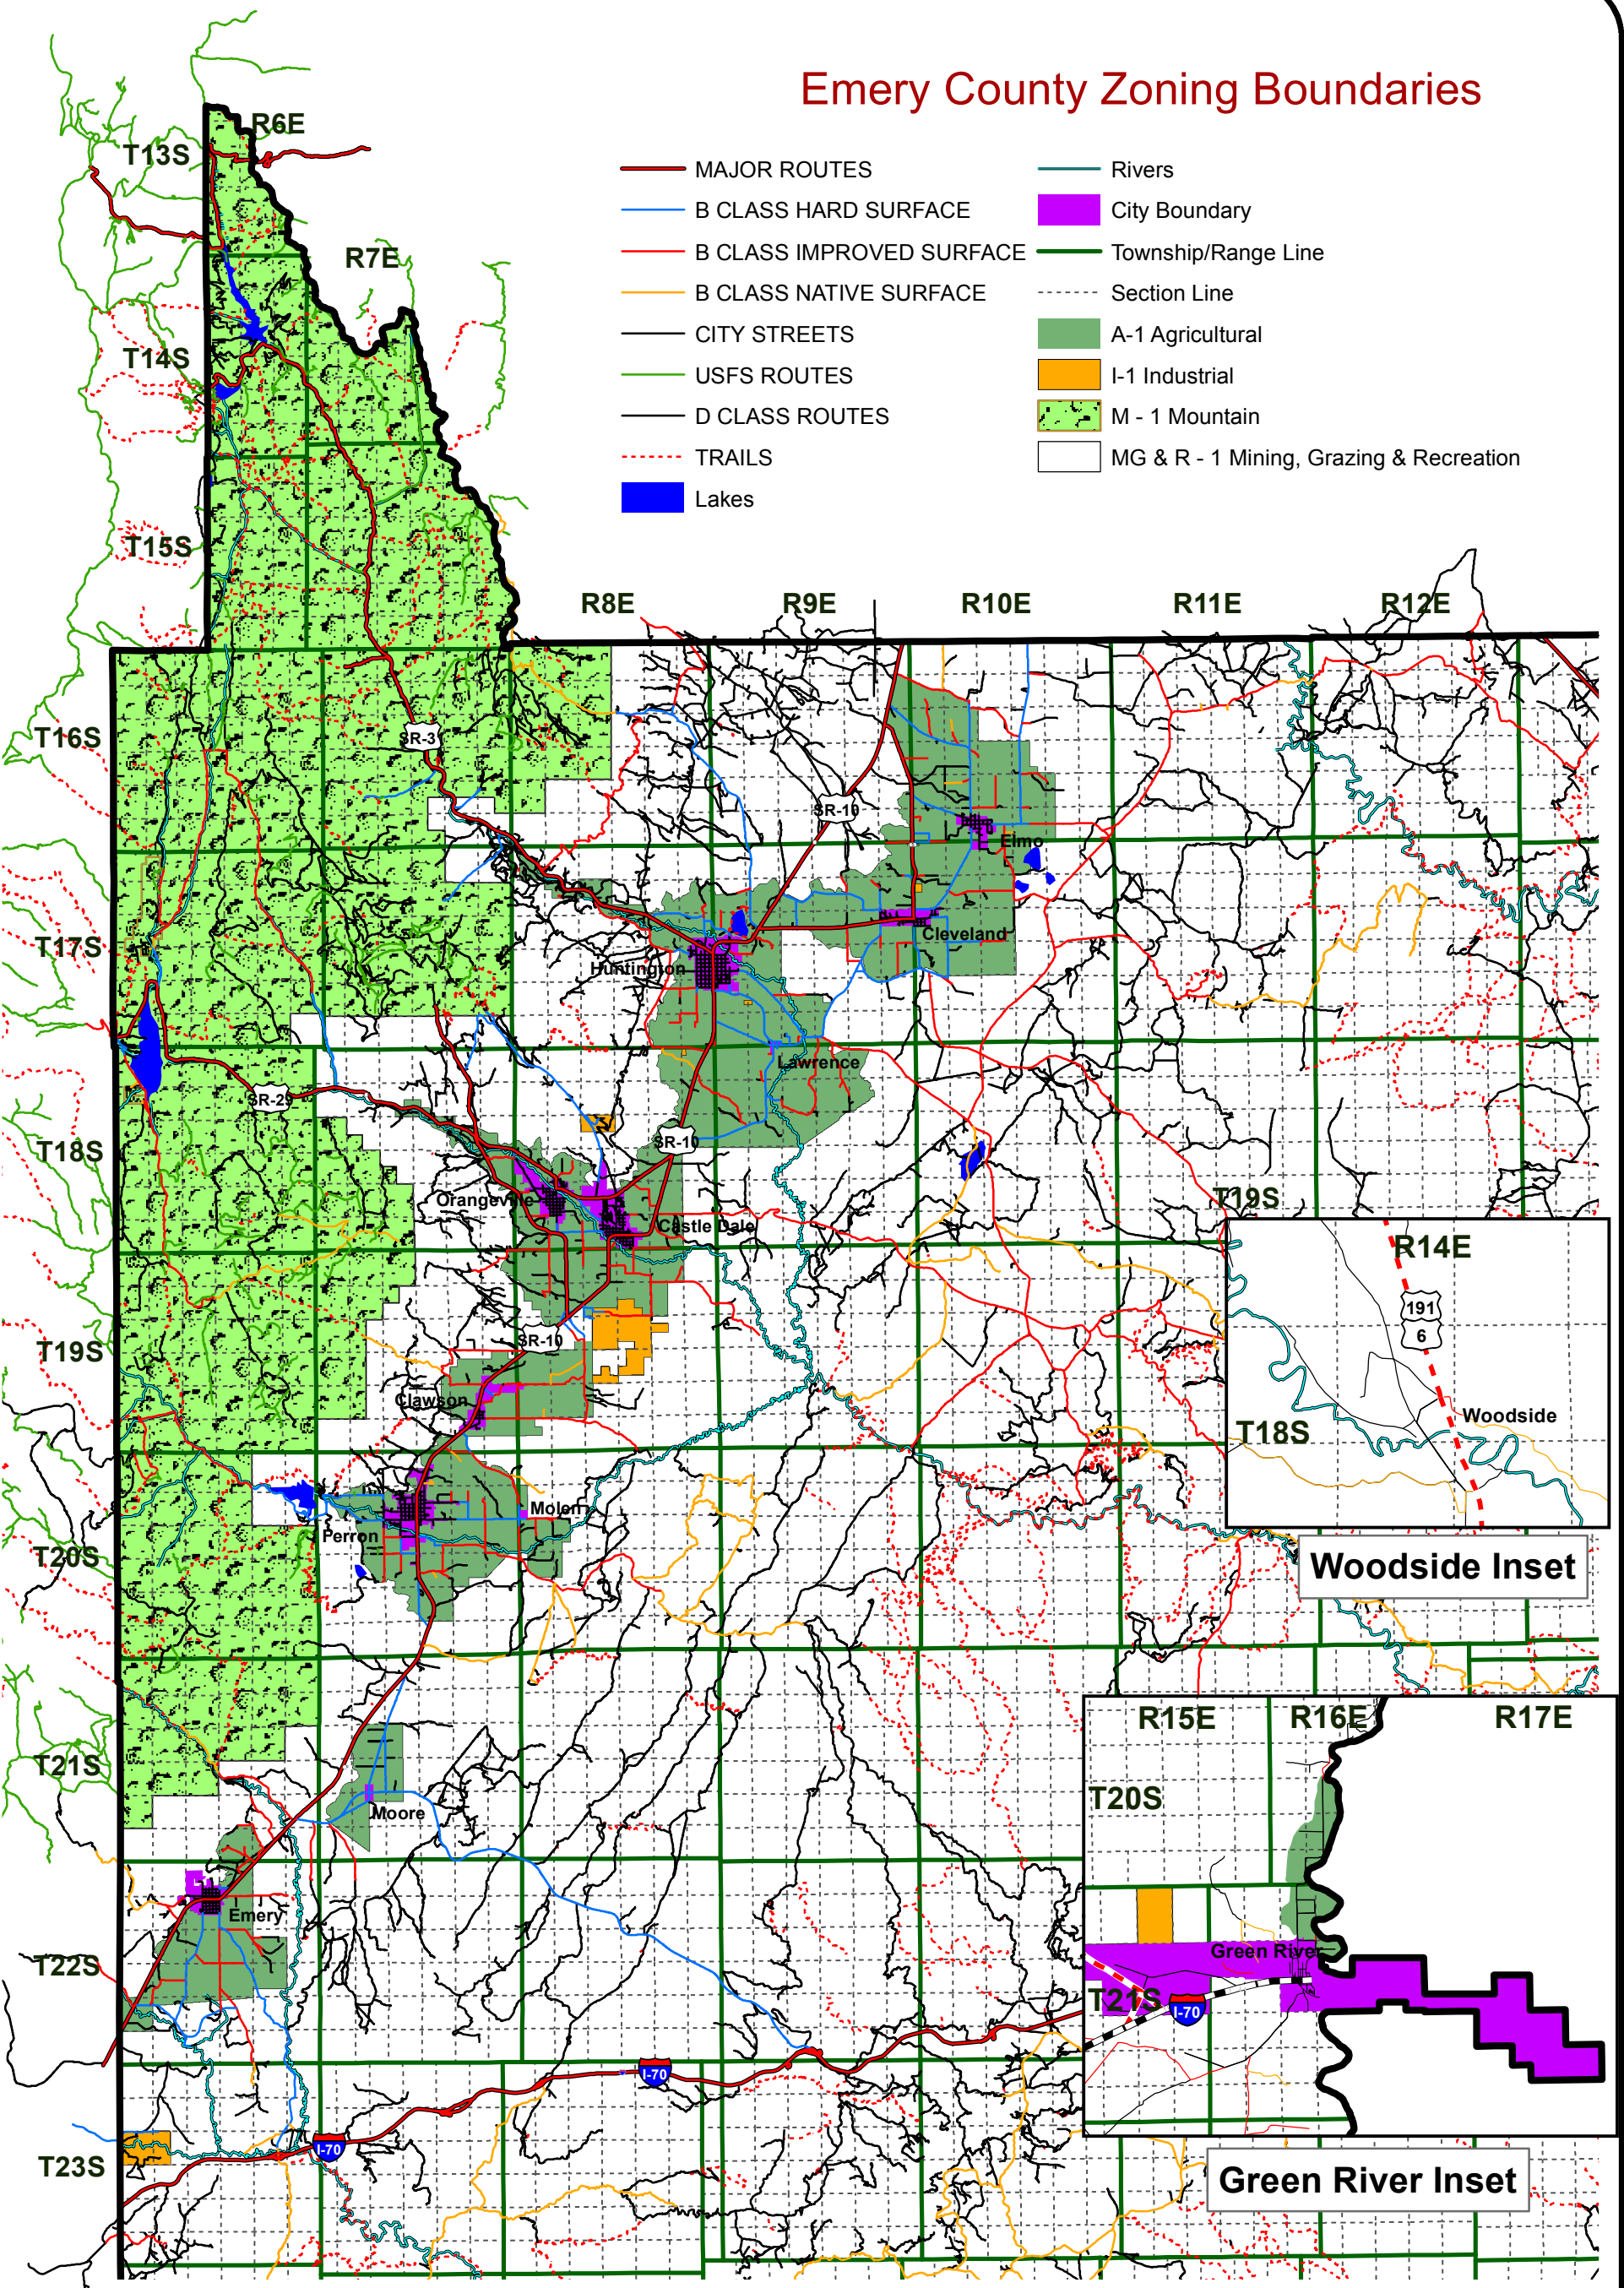 Emery County Zoning Boundaries
MAJOR ROUTES
B CLASS HARD SURFACE
B CLASS IMPROVED SURFACE
B CLASS NATIVE SURFACE
CITY STREETS
USFS ROUTES
D CLASS ROUTES
TRAILS
Lakes
Rivers
City Boundary
Township/Range Line
Section Line
A-1 Agricultural
I-1 Industrial
M - 1 Mountain
MG & R - 1 Mining, Grazing & Recreation
R6E
T13S
R7E
T14S
T15S
R8E
R9E
R10E
R11E
R12E
T16S
SR-3
SR-10
Elmo
T17S
Cleveland
Huntington
Lawrence
SR-29
T18S
SR-10
Orangeville
Castle Dale
T19S
R14E
191
6
Woodside
T18S
Woodside Inset
SR-10
T19S
Clawson
Molen
Ferron
T20S
T21S
Moore
Emery
T22S
R15E
R16E
R17E
T20S
Green River
T21S
I-70
Green River Inset
I-70
I-70
T23S